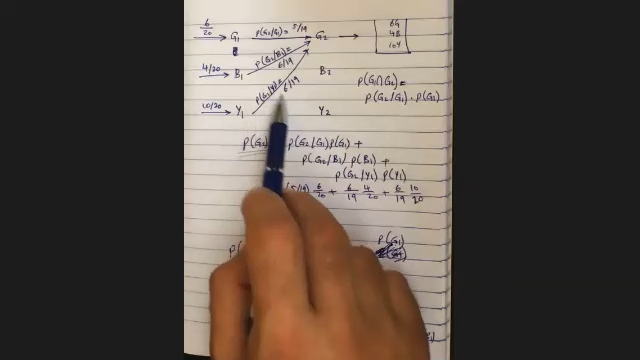 6/20 G1 P(G2/G1) = 5/19 G2
6G
4B
10Y
4/20 B1 P(G2/B1) = 6/19 B2
P(G1∩G2) =
P(G2/G1) . P(G1)
10/20 Y1 P(G2/Y1) = 6/19 Y2
P(G2) P(G2/G1)P(G1) +
P(G2/B1) P(B1) +
P(G2/Y1) P(Y1)
5/19) 6/20 + 6/19 4/20 + 6/19 10/20
P( P(G1)